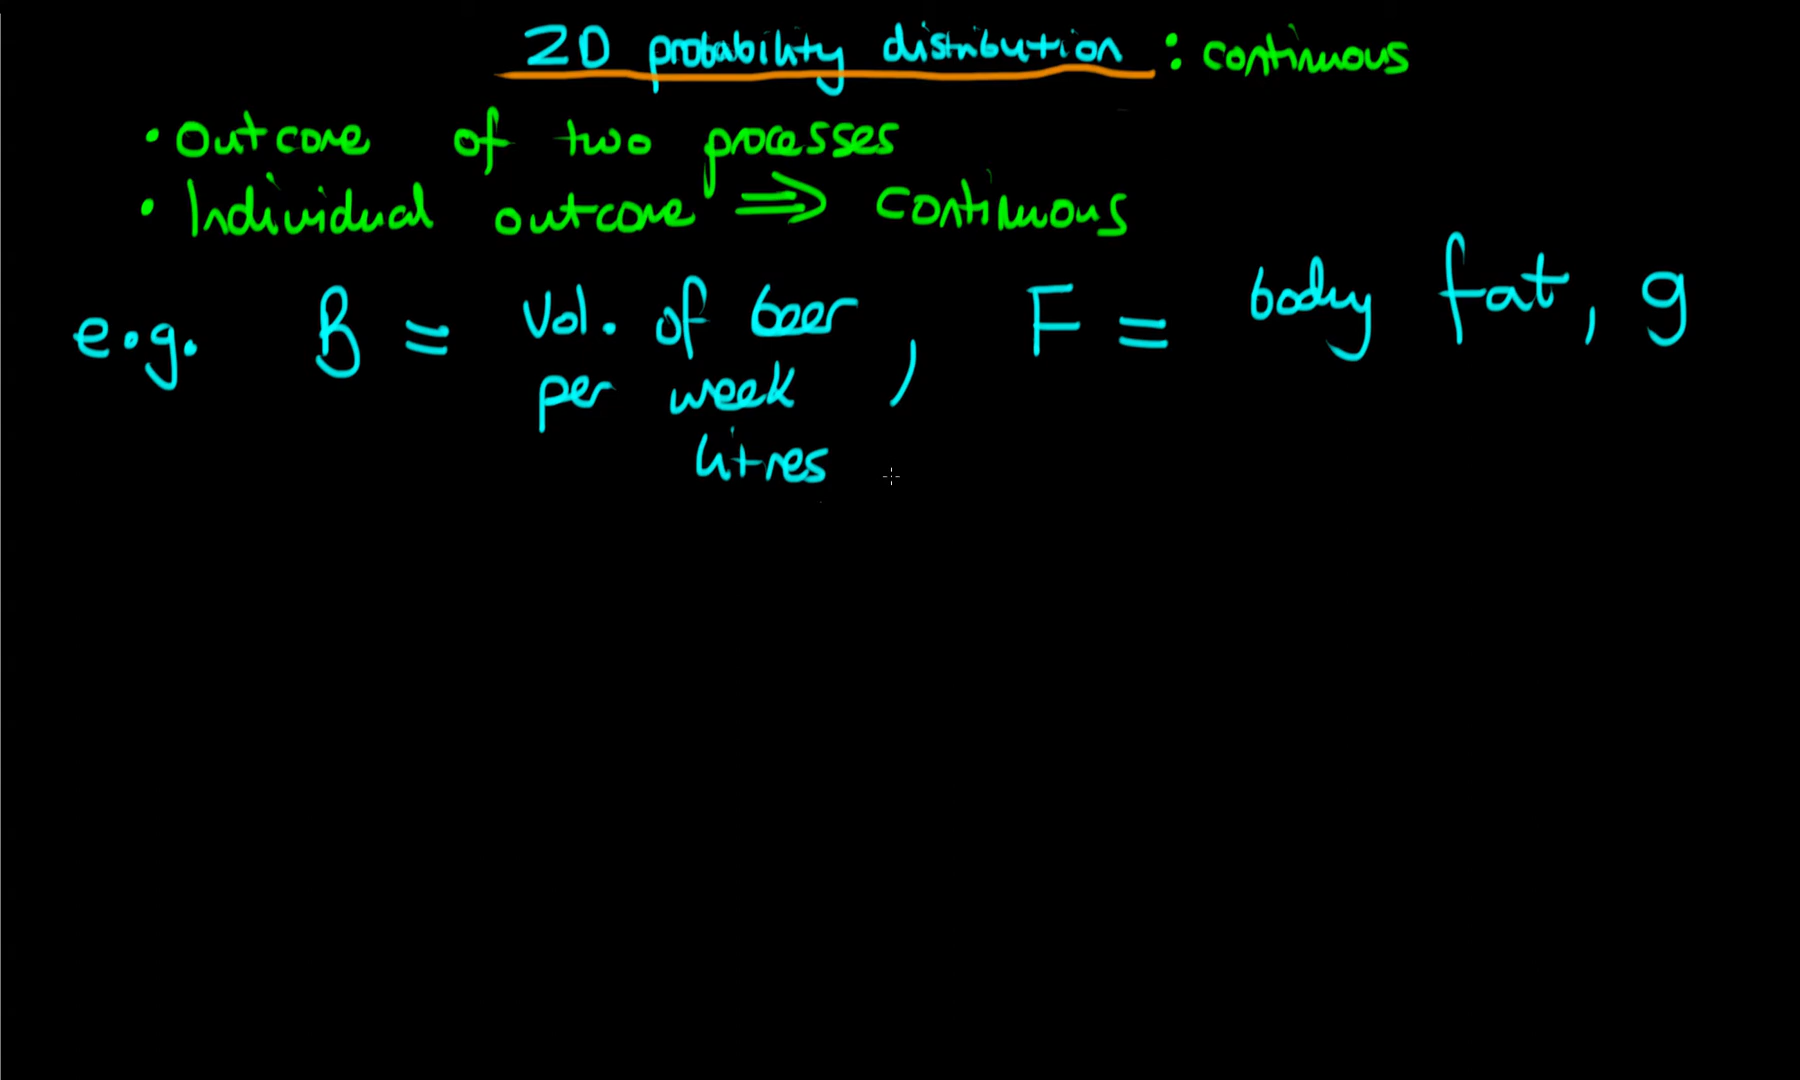 2D probability distribution : continuous
• Outcome of two processes
• Individual outcome ⇒ continuous
e.g. B = Vol. of beer per week litres , F = body fat, g